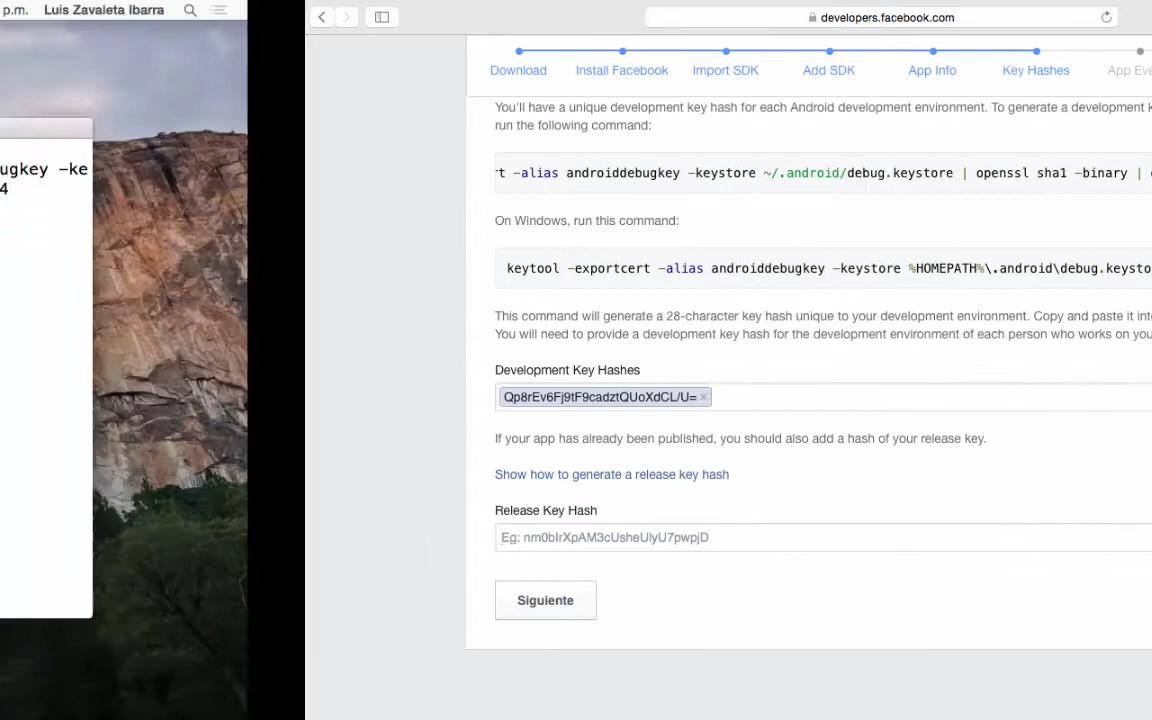 p.m. Luis Zavaleta Ibarra
ugkey -ke
4
developers.facebook.com
Download Install Facebook Import SDK Add SDK App Info Key Hashes App Eve
You'll have a unique development key hash for each Android development environment. To generate a development k
run the following command:
rt -alias androiddebugkey -keystore ~/.android/debug.keystore | openssl sha1 -binary |
On Windows, run this command:
keytool -exportcert -alias androiddebugkey -keystore %HOMEPATH%\.android\debug.keysto
This command will generate a 28-character key hash unique to your development environment. Copy and paste it int
You will need to provide a development key hash for the development environment of each person who works on you
Development Key Hashes
Qp8rEv6Fj9tF9cadztQUoXdCL/U= ×
If your app has already been published, you should also add a hash of your release key.
Show how to generate a release key hash
Release Key Hash
Eg: nm0bIrXpAM3cUsheUlyU7pwpjD
Siguiente